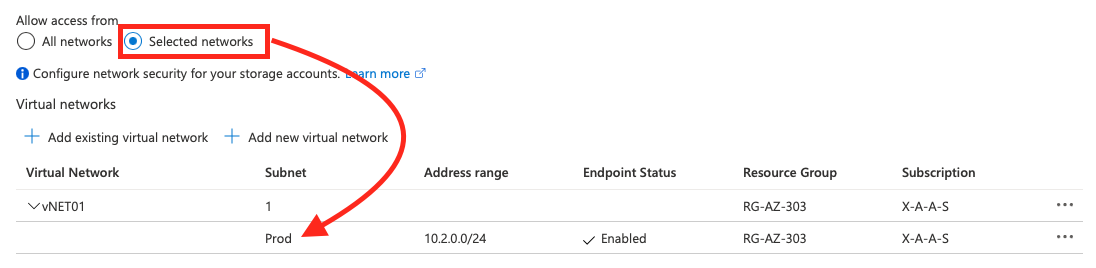 Allow access from
All networks Selected networks
Configure network security for your storage accounts. Learn more
Virtual networks
Add existing virtual network Add new virtual network
Virtual Network Subnet Address range Endpoint Status Resource Group Subscription
vNET01 1 RG-AZ-303 X-A-A-S ...
Prod 10.2.0.0/24 Enabled RG-AZ-303 X-A-A-S ...